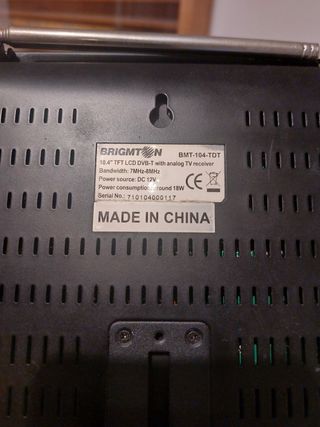 BRIGMTON BMT-104-TDT
10.4" TFT LCD DVB-T with analog TV receiver
Bandwidth: 7MHz-8MHz
Power source: DC 12V
Power consumption: around 18W
Serial No.: 710104000117
CE
MADE IN CHINA